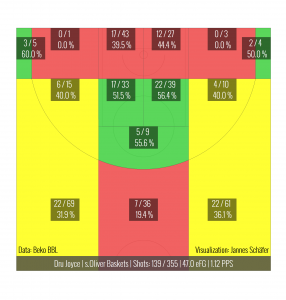 0 / 1
0.0 %
17 / 43
39.5 %
12 / 27
44.4 %
0 / 3
0.0 %
3 / 5
60.0 %
2 / 4
50.0 %
6 / 15
40.0 %
17 / 33
51.5 %
22 / 39
56.4 %
4 / 10
40.0 %
5 / 9
55.6 %
22 / 69
31.9 %
7 / 36
19.4 %
22 / 61
36.1 %
Data: Beko BBL
Visualization: Jannes Schäfer
Dru Joyce | s.Oliver Baskets | Shots: 139 / 355 | 47.0 eFG | 1.12 PPS